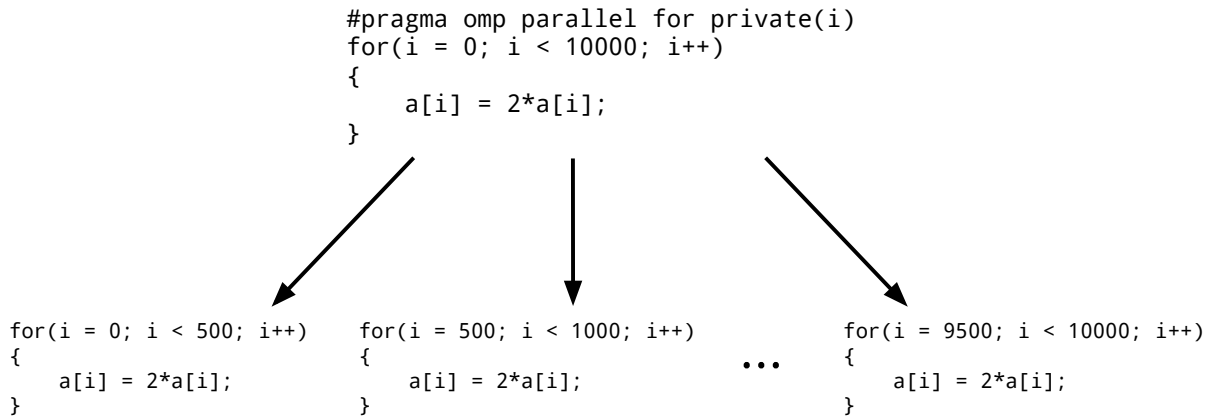 #pragma omp parallel for private(i)
for(i = 0; i < 10000; i++)
{
    a[i] = 2*a[i];
}
for(i = 0; i < 500; i++)
{
    a[i] = 2*a[i];
}
for(i = 500; i < 1000; i++)
{
    a[i] = 2*a[i];
}
...
for(i = 9500; i < 10000; i++)
{
    a[i] = 2*a[i];
}